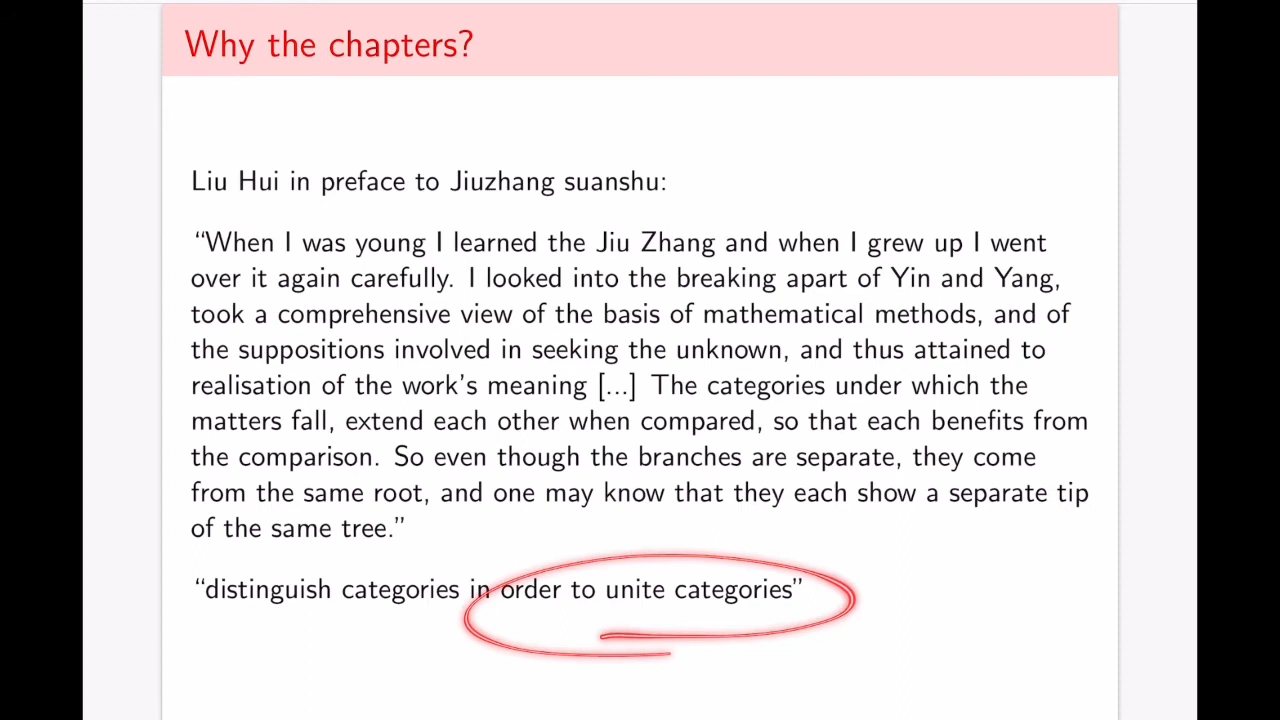 Why the chapters?
Liu Hui in preface to Jiuzhang suanshu:
“When I was young I learned the Jiu Zhang and when I grew up I went
over it again carefully. I looked into the breaking apart of Yin and Yang,
took a comprehensive view of the basis of mathematical methods, and of
the suppositions involved in seeking the unknown, and thus attained to
realisation of the work’s meaning [...] The categories under which the
matters fall, extend each other when compared, so that each benefits from
the comparison. So even though the branches are separate, they come
from the same root, and one may know that they each show a separate tip
of the same tree.”
“distinguish categories in order to unite categories”